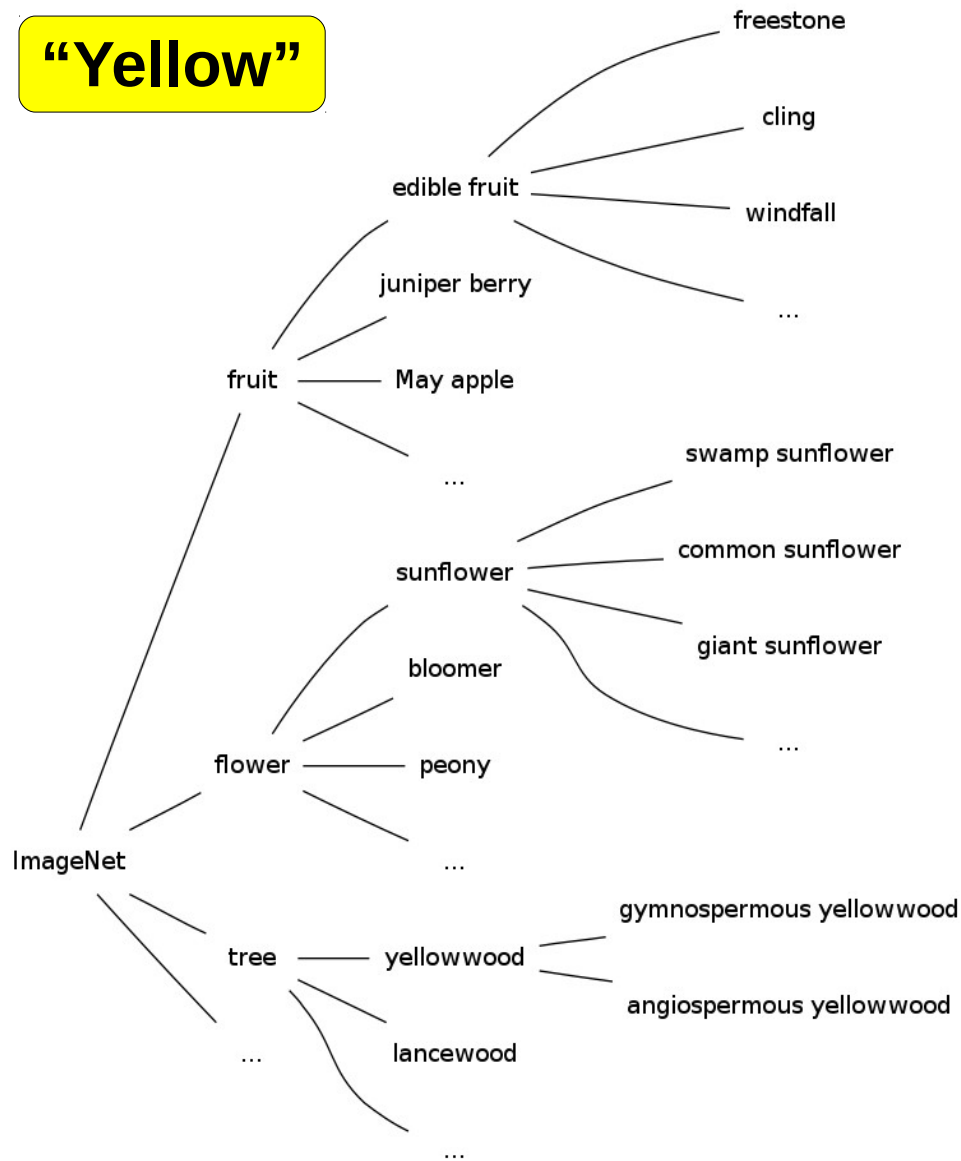 “Yellow”
freestone
cling
edible fruit
windfall
juniper berry
...
fruit
May apple
swamp sunflower
...
common sunflower
sunflower
giant sunflower
bloomer
...
flower
peony
ImageNet
...
gymnospermous yellowwood
tree
yellowwood
angiospermous yellowwood
...
lancewood
...